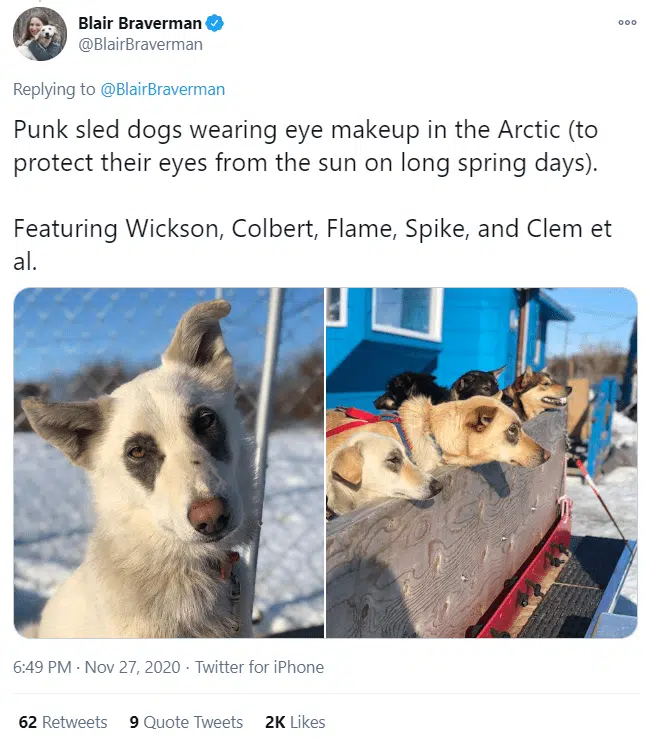 Blair Braverman
@BlairBraverman
Replying to @BlairBraverman
Punk sled dogs wearing eye makeup in the Arctic (to
protect their eyes from the sun on long spring days).
Featuring Wickson, Colbert, Flame, Spike, and Clem et
al.
6:49 PM · Nov 27, 2020 · Twitter for iPhone
62 Retweets 9 Quote Tweets 2K Likes